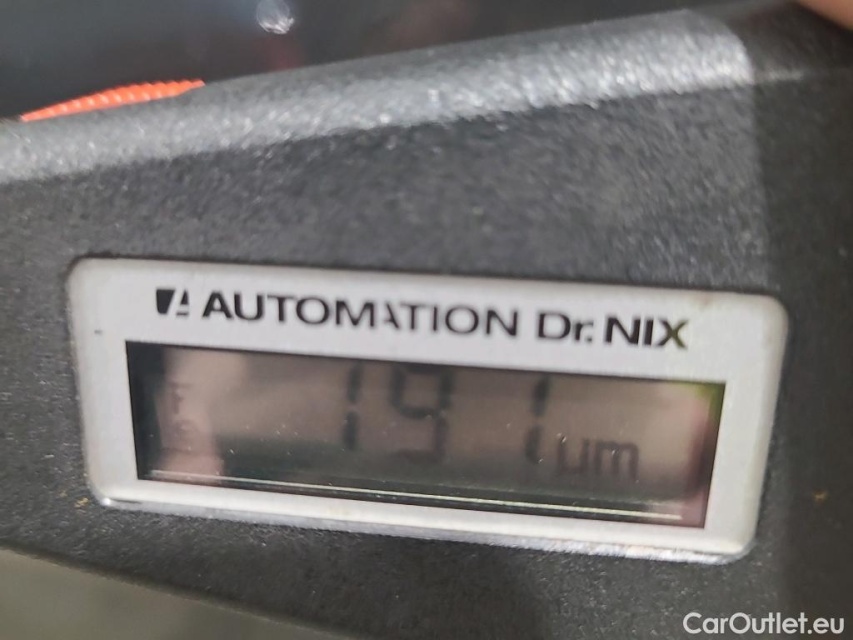 AUTOMATION Dr. NIX
191 µm
CarOutlet.eu